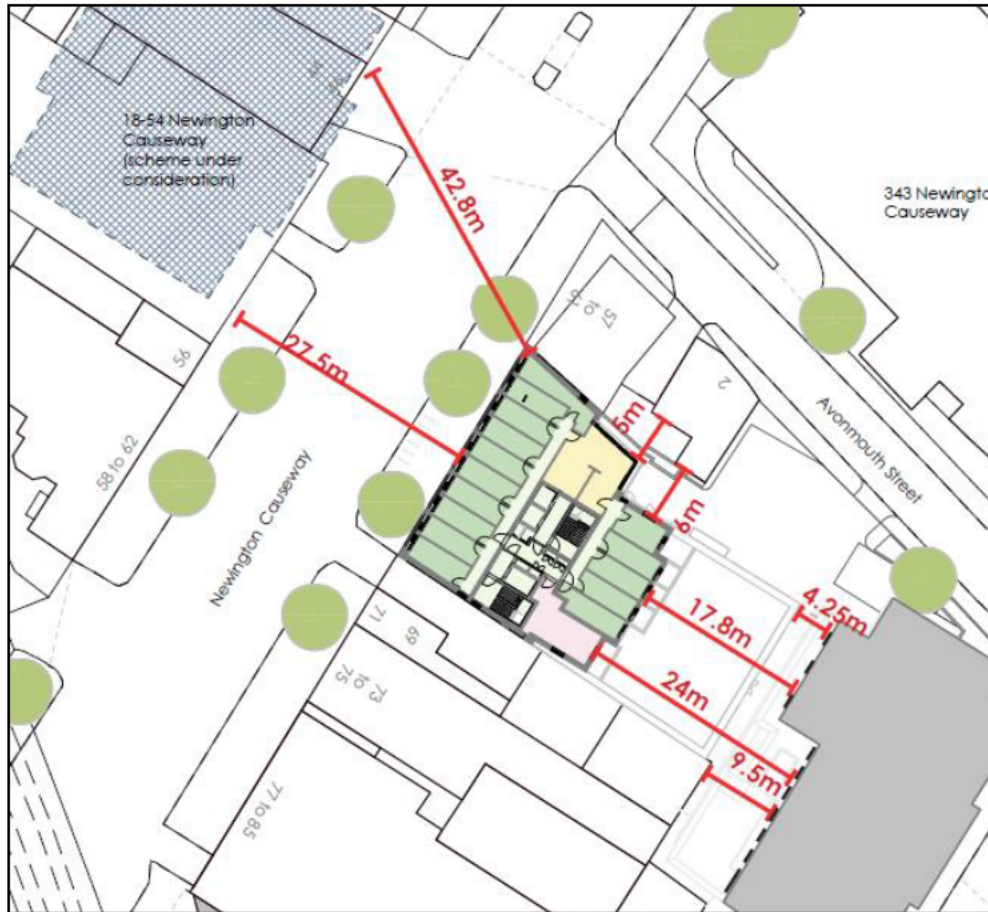 18-54 Newington
Causeway
(scheme under
consideration)
42.8m
343 Newingto
Causeway
57
to
27.5m
56
2
5m
Avonmouth Street
6m
58 to 62
Newington Causeway
4.25m
17.8m
71
69
24m
73
to
75
9.5m
77 to 85